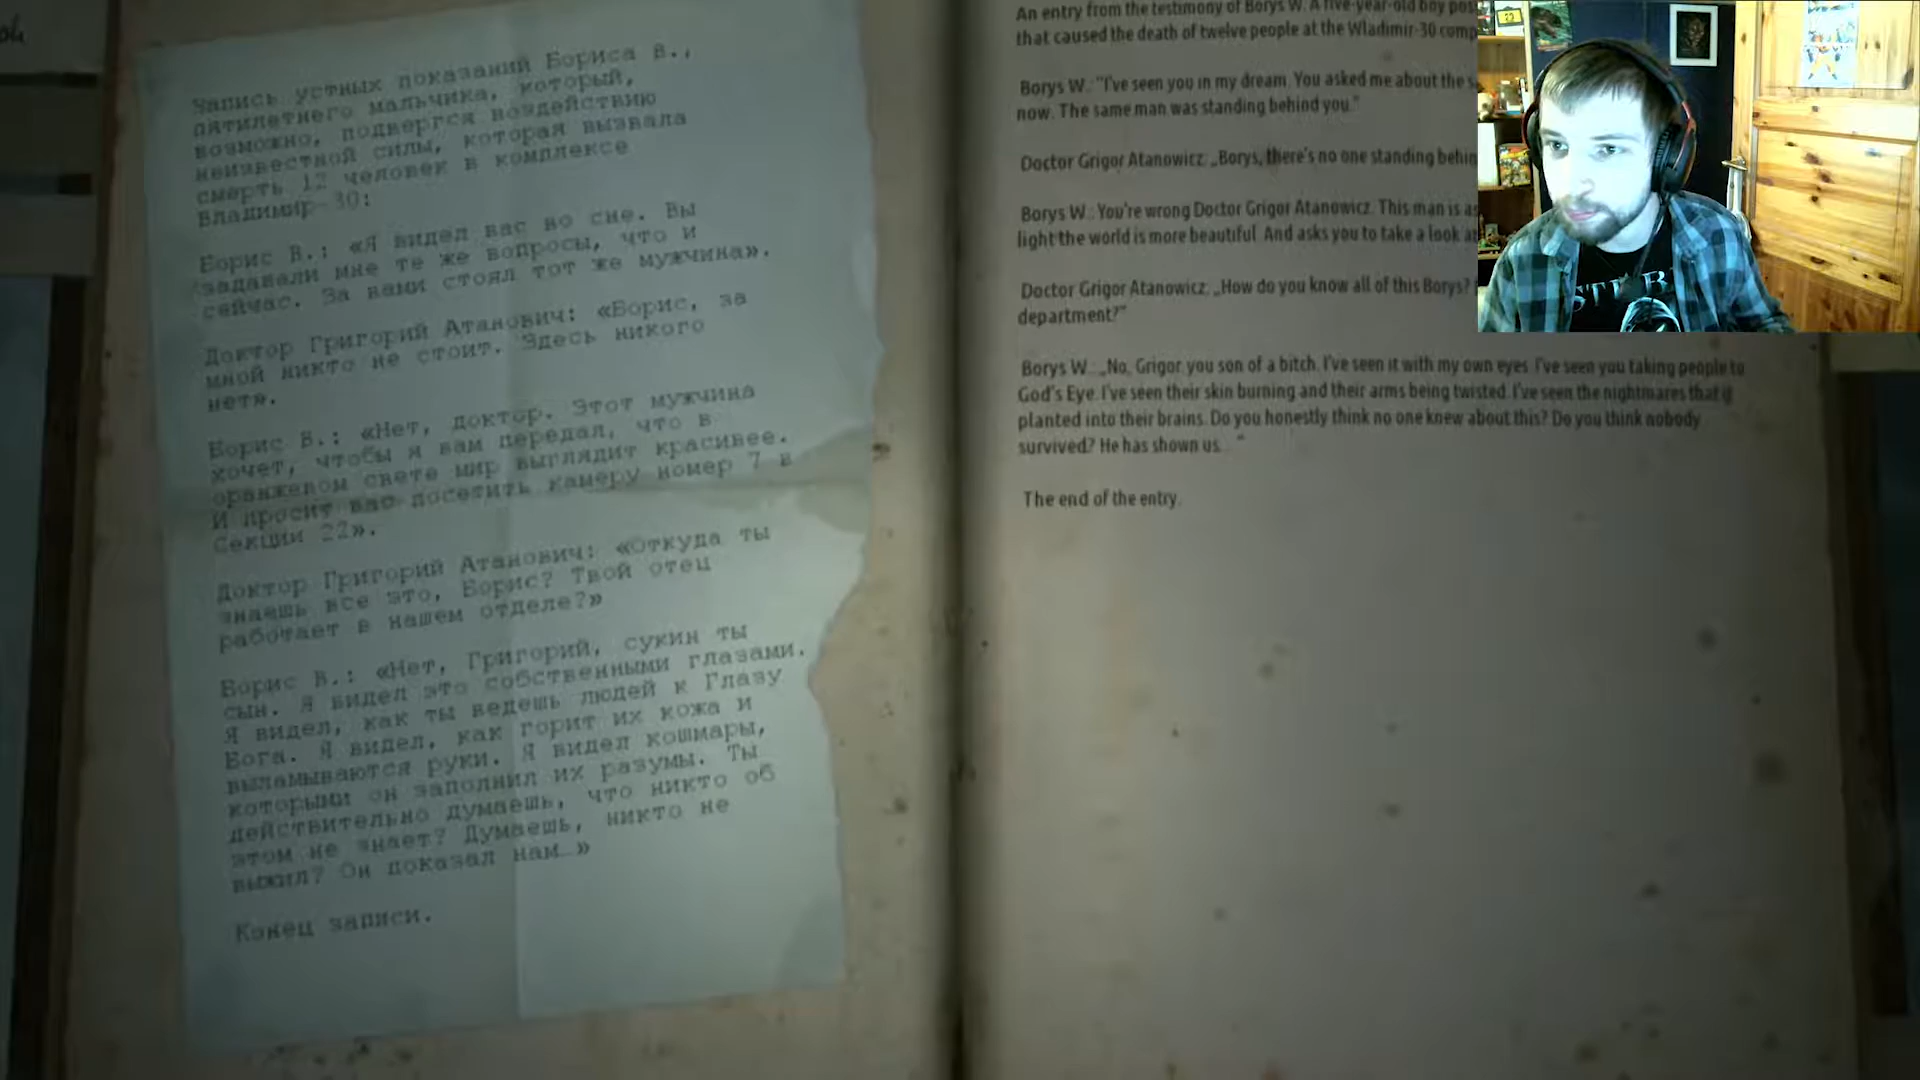 Запись устных показаний Бориса В.,
пятилетнего мальчика, который,
возможно, подвергся воздействию
неизвестной силы, которая вызвала
смерть 12 человек в комплексе
Владимир-30:
Борис В.: «Я видел вас во сне. Вы
задавали мне те же вопросы, что и
сейчас. За вами стоял тот же мужчина».
Доктор Григорий Атанович: «Борис, за
мной никто не стоит. Здесь никого
нет».
Борис В.: «Нет, доктор. Этот мужчина
хочет, чтобы я вам передал, что в
оранжевом свете мир выглядит красивее.
И просит вас посетить камеру номер 7 в
Секции 22».
Доктор Григорий Атанович: «Откуда ты
знаешь все это, Борис? Твой отец
работает в нашем отделе?»
Борис В.: «Нет, Григорий, сукин ты
сын. Я видел это собственными глазами.
Я видел, как ты ведешь людей к Глазу
Бога. Я видел, как горит их кожа и
выламываются руки. Я видел кошмары,
которыми он заполнил их разумы. Ты
действительно думаешь, что никто об
этом не знает? Думаешь, никто не
выжил? Он показал нам…»
Конец записи.
An entry from the testimony of Borys W. A five-year-old boy
that caused the death of twelve people at the Wladimir-30
Borys W.: "I've seen you in my dream. You asked me about the
now. The same man was standing behind you."
Doctor Grigor Atanowicz: „Borys, there's no one standing
Borys W.: You're wrong Doctor Grigor Atanowicz. This man is
light the world is more beautiful. And asks you to take a look
Doctor Grigor Atanowicz: „How do you know all of this Borys?
department?"
Borys W.: „No, Grigor you son of a bitch. I've seen it with my own eyes. I've seen you taking people to
God's Eye. I've seen their skin burning and their arms being twisted. I've seen the nightmares that it
planted into their brains. Do you honestly think no one knew about this? Do you think nobody
survived? He has shown us... "
The end of the entry.